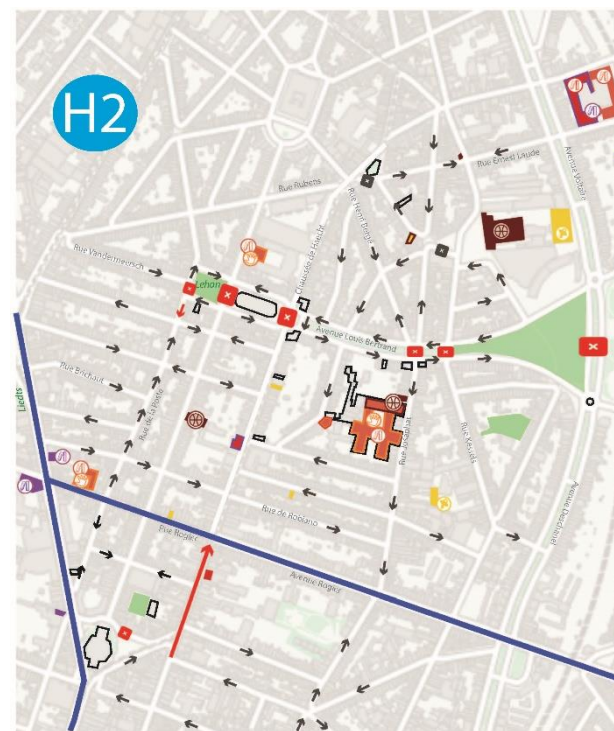 H2
Rue Ernest Laude
Avenue Voltaire
Rue Rubens
Rue Henri Bergé
Chaussée de Haecht
Rue Vandermeersch
Lehon
Avenue Louis Bertrand
Rue Brichaut
Liedts
Rue de la Poste
Rue Josaphat
Rue Kessels
Rue de Robiano
Rue Rogier
Avenue Rogier
Avenue Deschanel